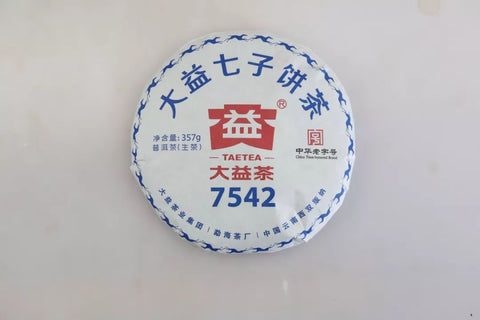 大益七子饼茶
益®
TAETEA
大益茶
7542
净含量:357g
普洱茶(生茶)
中华老字号
China Time-honored Brand
大益茶业集团 | 勐海茶厂 | 中国云南西双版纳